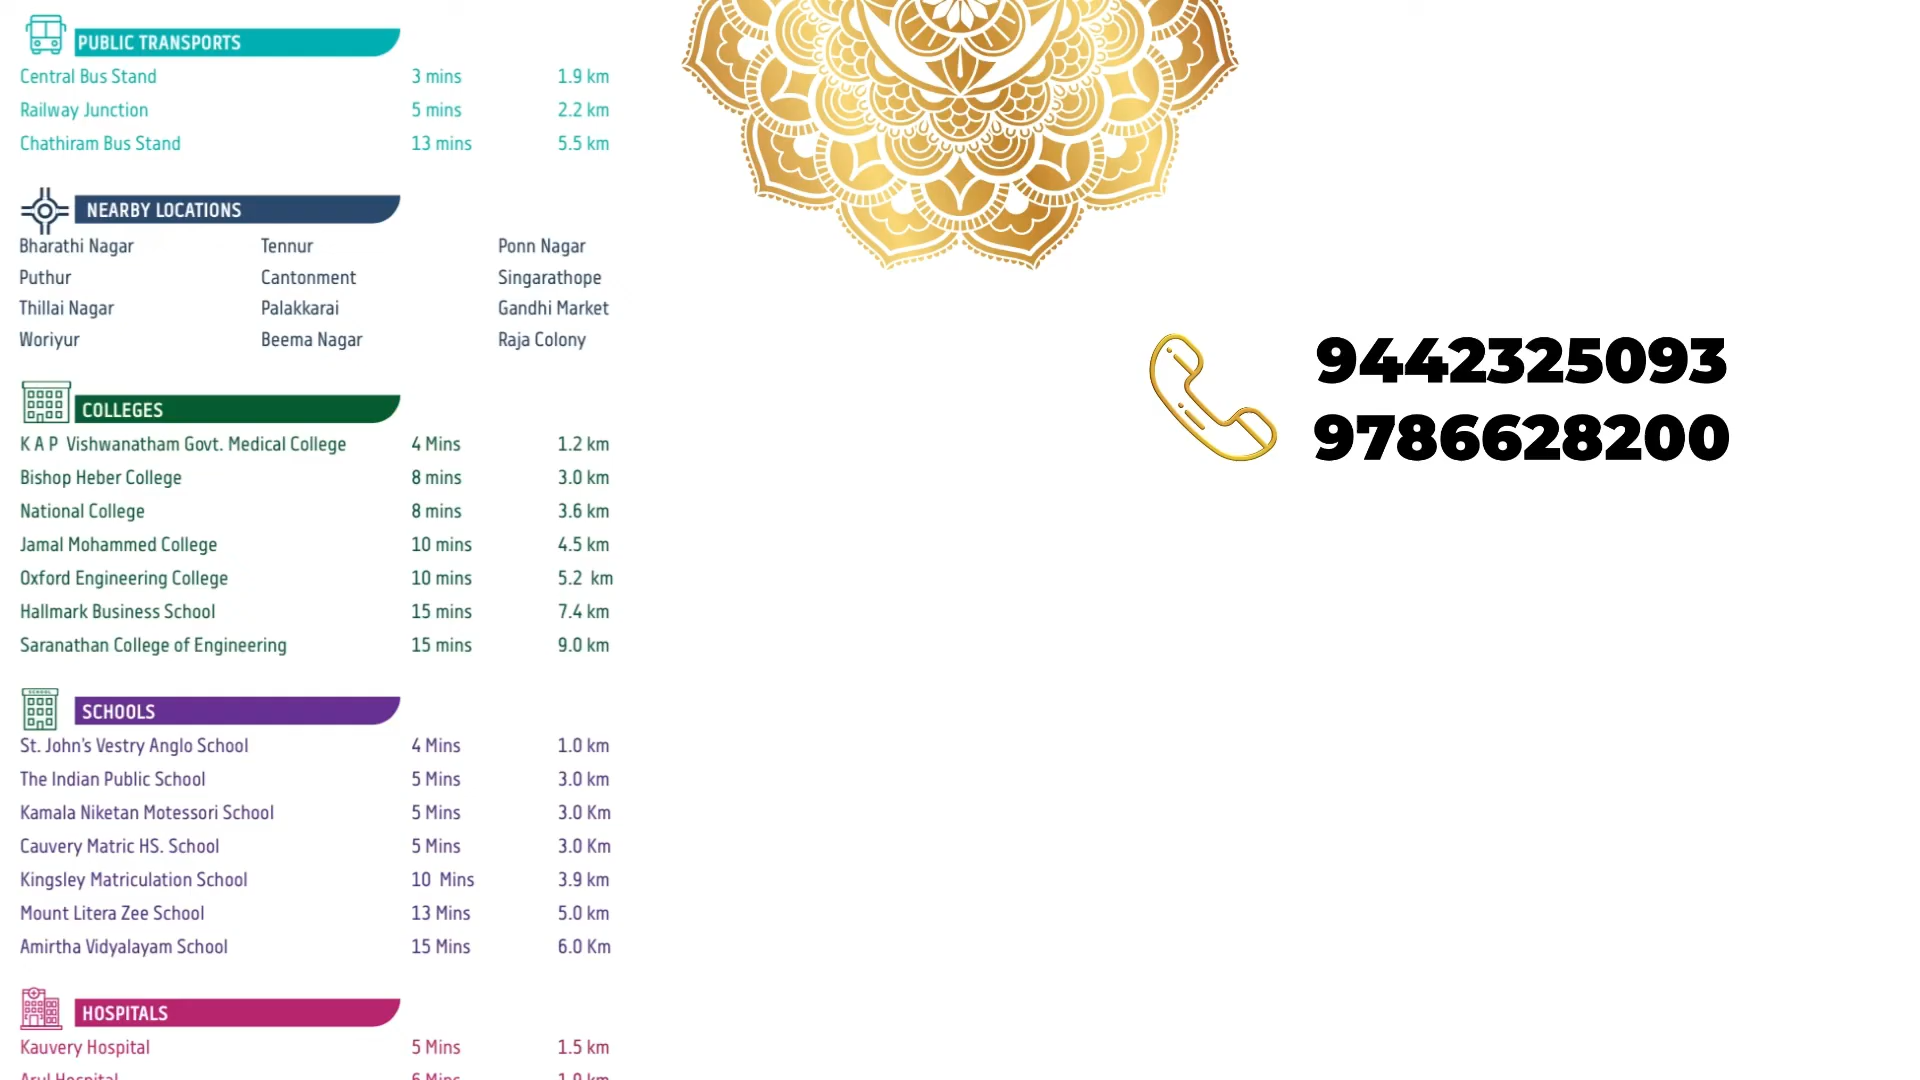 PUBLIC TRANSPORTS
Central Bus Stand 3 mins 1.9 km
Railway Junction 5 mins 2.2 km
Chathiram Bus Stand 13 mins 5.5 km
NEARBY LOCATIONS
Bharathi Nagar Tennur Ponn Nagar
Puthur Cantonment Singarathope
Thillai Nagar Palakkarai Gandhi Market
Woriyur Beema Nagar Raja Colony
COLLEGES
K A P Vishwanatham Govt. Medical College 4 Mins 1.2 km
Bishop Heber College 8 mins 3.0 km
National College 8 mins 3.6 km
Jamal Mohammed College 10 mins 4.5 km
Oxford Engineering College 10 mins 5.2 km
Hallmark Business School 15 mins 7.4 km
Saranathan College of Engineering 15 mins 9.0 km
SCHOOL
SCHOOLS
St. John's Vestry Anglo School 4 Mins 1.0 km
The Indian Public School 5 Mins 3.0 km
Kamala Niketan Motessori School 5 Mins 3.0 Km
Cauvery Matric HS. School 5 Mins 3.0 Km
Kingsley Matriculation School 10 Mins 3.9 km
Mount Litera Zee School 13 Mins 5.0 km
Amirtha Vidyalayam School 15 Mins 6.0 Km
HOSPITALS
Kauvery Hospital 5 Mins 1.5 km
Arul Hospital 6 Mins 1.9 km
9442325093
9786628200